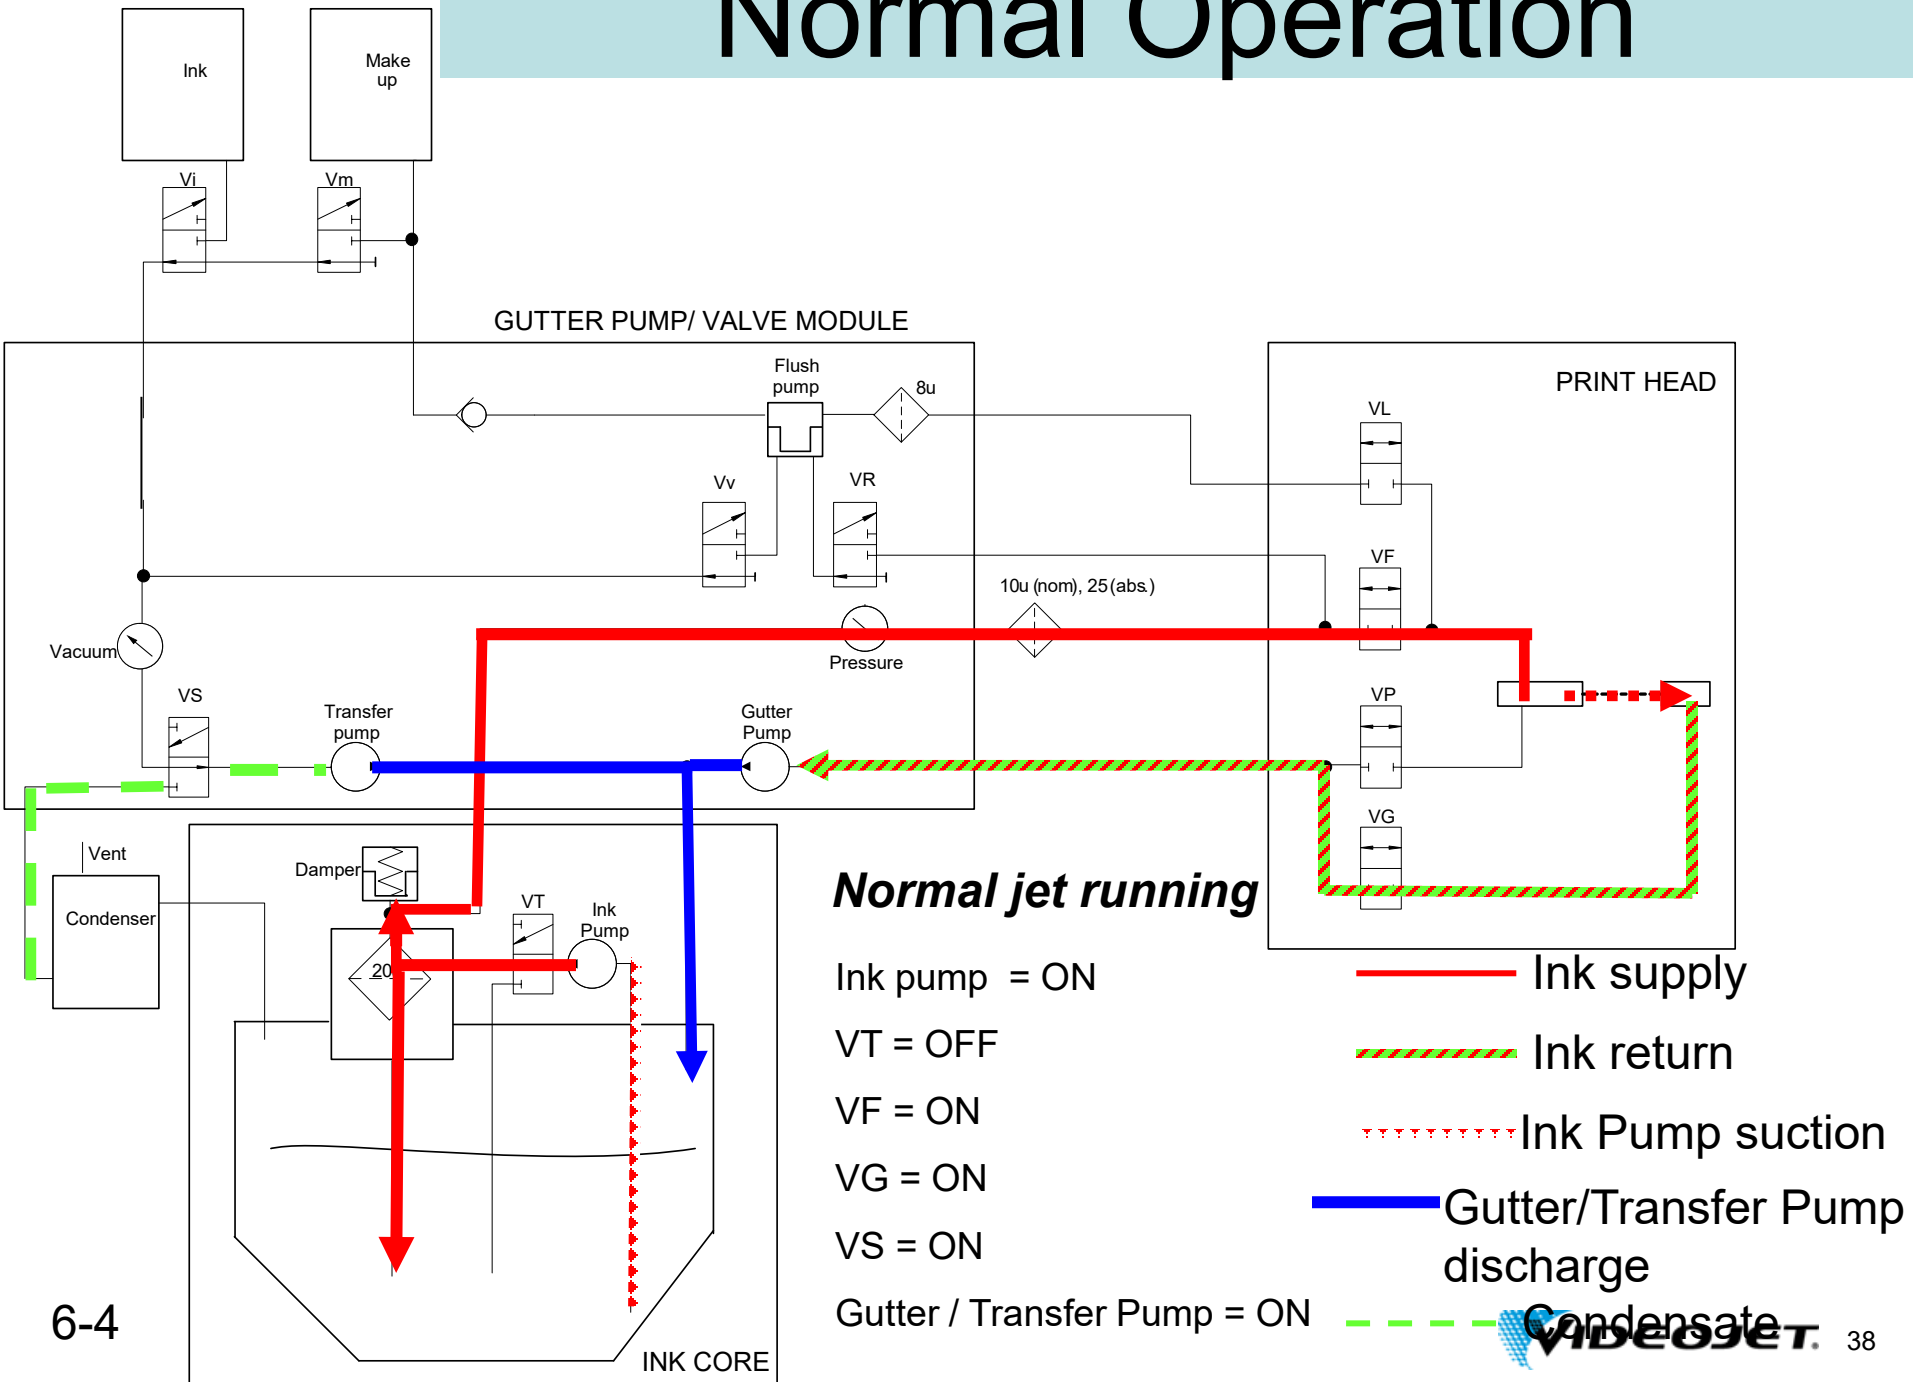 Normal Operation
Ink
Make
up
Vi
Vm
GUTTER PUMP/ VALVE MODULE
Flush
pump
8u
PRINT HEAD
VL
Vv
VR
VF
10u (nom), 25 (abs.)
Vacuum
Pressure
VS
Transfer
pump
Gutter
Pump
VP
VG
Vent
Damper
Condenser
VT
Ink
Pump
20
Normal jet running
Ink pump = ON
VT = OFF
VF = ON
VG = ON
VS = ON
Gutter / Transfer Pump = ON
Ink supply
Ink return
Ink Pump suction
Gutter/Transfer Pump
discharge
Condensate
INK CORE
6-4
VIDEOJET.
38